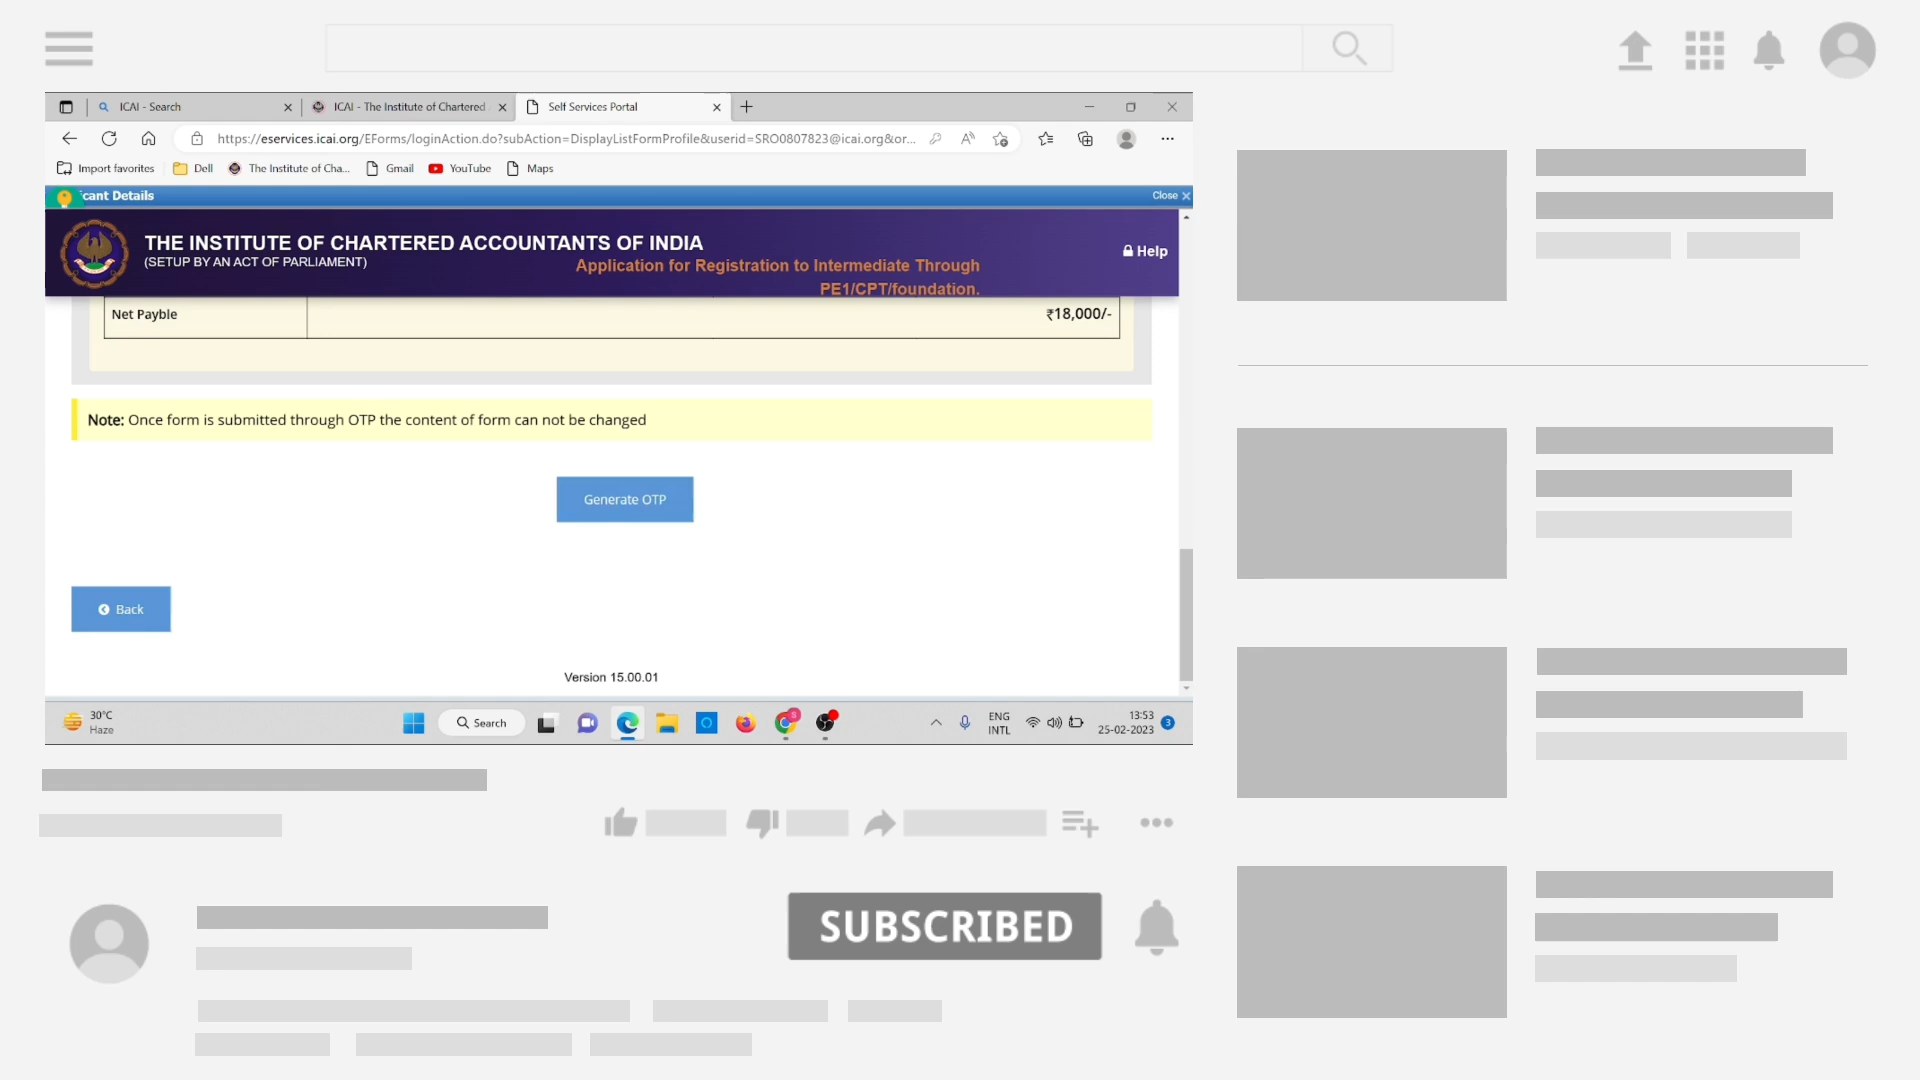 ICAI - Search
ICAI - The Institute of Chartered
Self Services Portal
https://eservices.icai.org/EForms/loginAction.do?subAction=DisplayListFormProfile&userid=SRO0807823@icai.org&or...
Import favorites
Dell
The Institute of Cha...
Gmail
YouTube
Maps
cant Details
Close
THE INSTITUTE OF CHARTERED ACCOUNTANTS OF INDIA
(SETUP BY AN ACT OF PARLIAMENT)
Application for Registration to Intermediate Through
PE1/CPT/foundation.
Help
Net Payble
₹18,000/-
Note: Once form is submitted through OTP the content of form can not be changed
Generate OTP
Back
Version 15.00.01
30°C
Haze
Search
ENG
INTL
13:53
25-02-2023
3
SUBSCRIBED